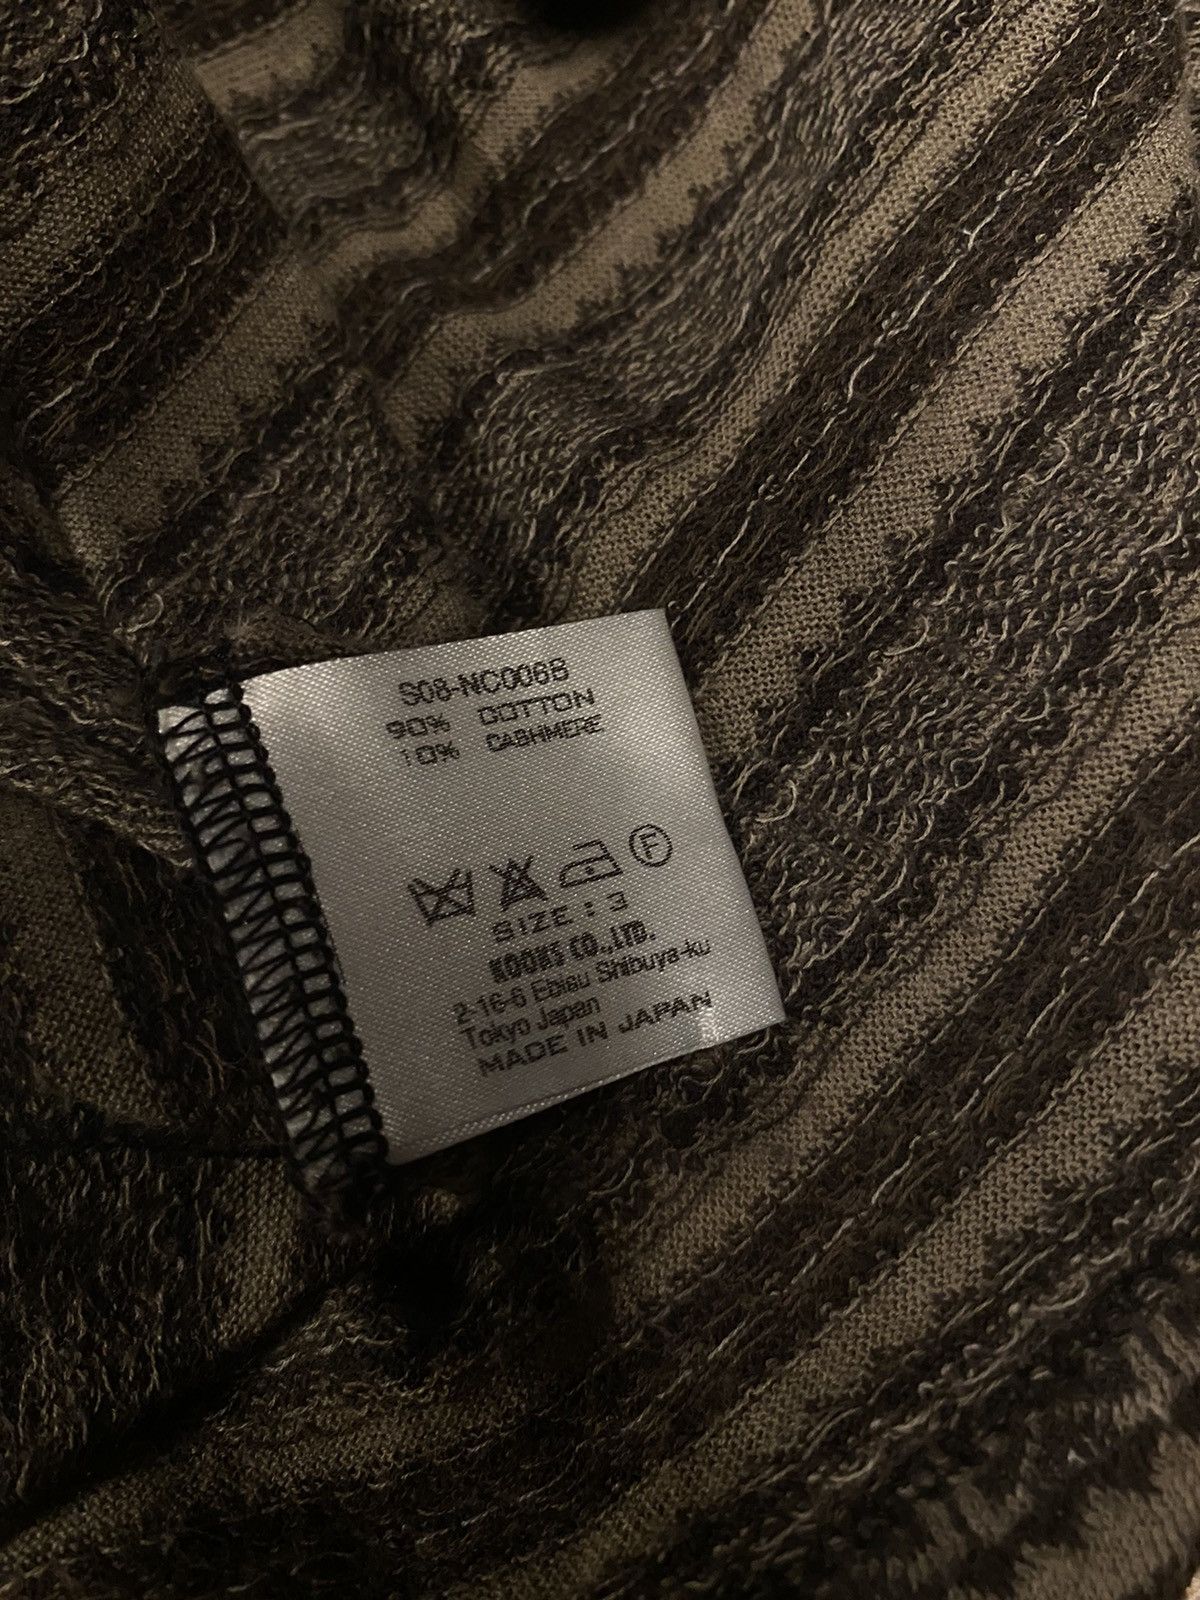 S08-NC006B
90% COTTON
10% CASHMERE
F
SIZE : 3
KOOKS CO.,LTD.
2-16-6 Ebisu Shibuya-ku
Tokyo Japan
MADE IN JAPAN